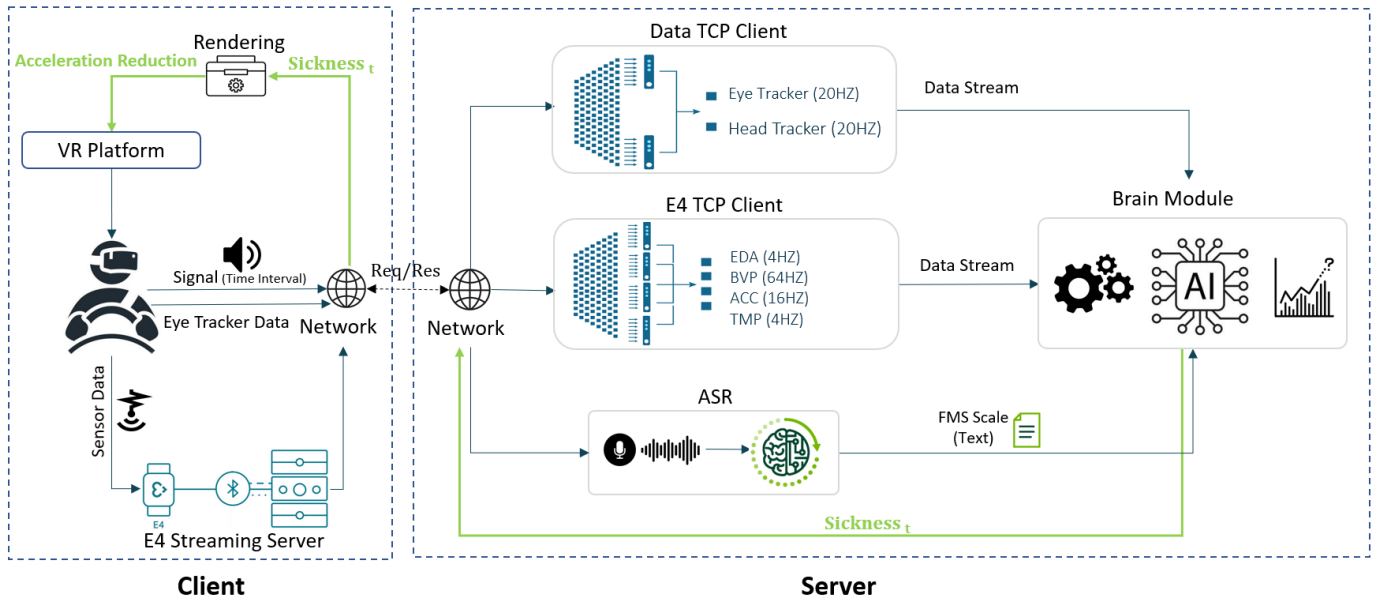 Rendering
Acceleration Reduction
Sickness t
VR Platform
Signal (Time Interval)
Eye Tracker Data
Network
Sensor Data
E4
E4 Streaming Server
Client
Req/Res
Network
Data TCP Client
Eye Tracker (20HZ)
Head Tracker (20HZ)
Data Stream
E4 TCP Client
EDA (4HZ)
BVP (64HZ)
ACC (16HZ)
TMP (4HZ)
Data Stream
Brain Module
AI
?
ASR
FMS Scale
(Text)
Sickness t
Server